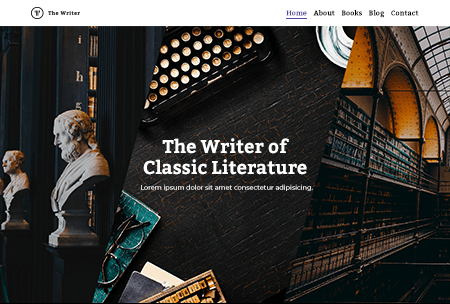 The Writer
Home About Books Blog Contact
The Writer of
Classic Literature
Lorem ipsum dolor sit amet consectetur adipisicing.